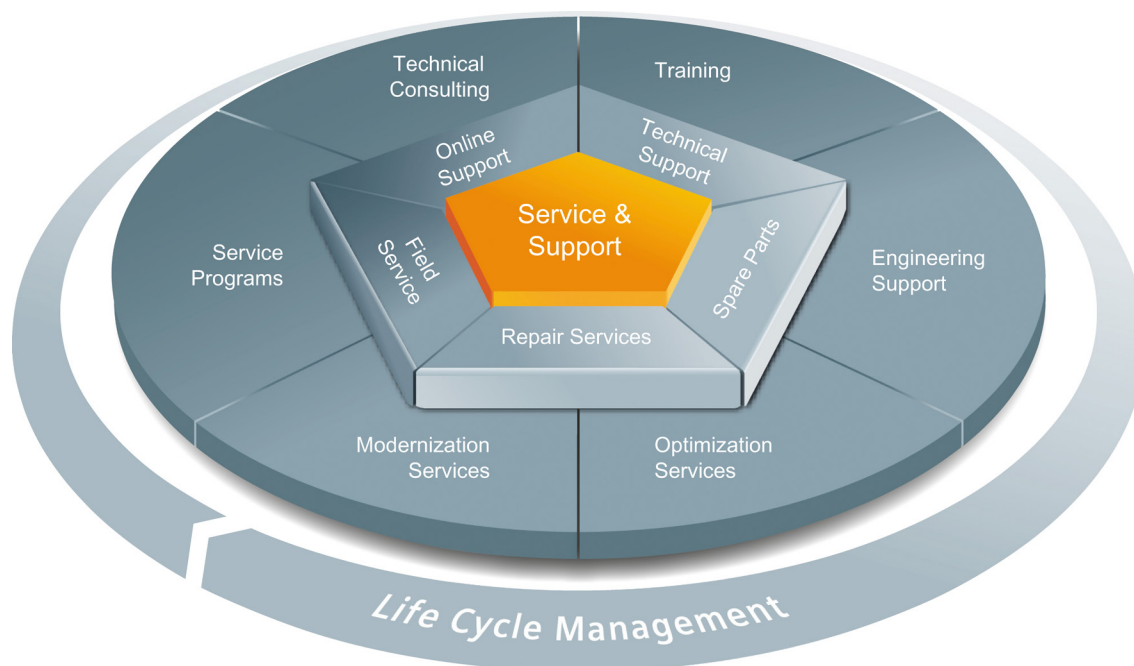 Technical
Consulting
Training
Online
Support
Technical
Support
Service &
Support
Service
Programs
Field
Service
Spare Parts
Engineering
Support
Repair Services
Modernization
Services
Optimization
Services
Life Cycle Management